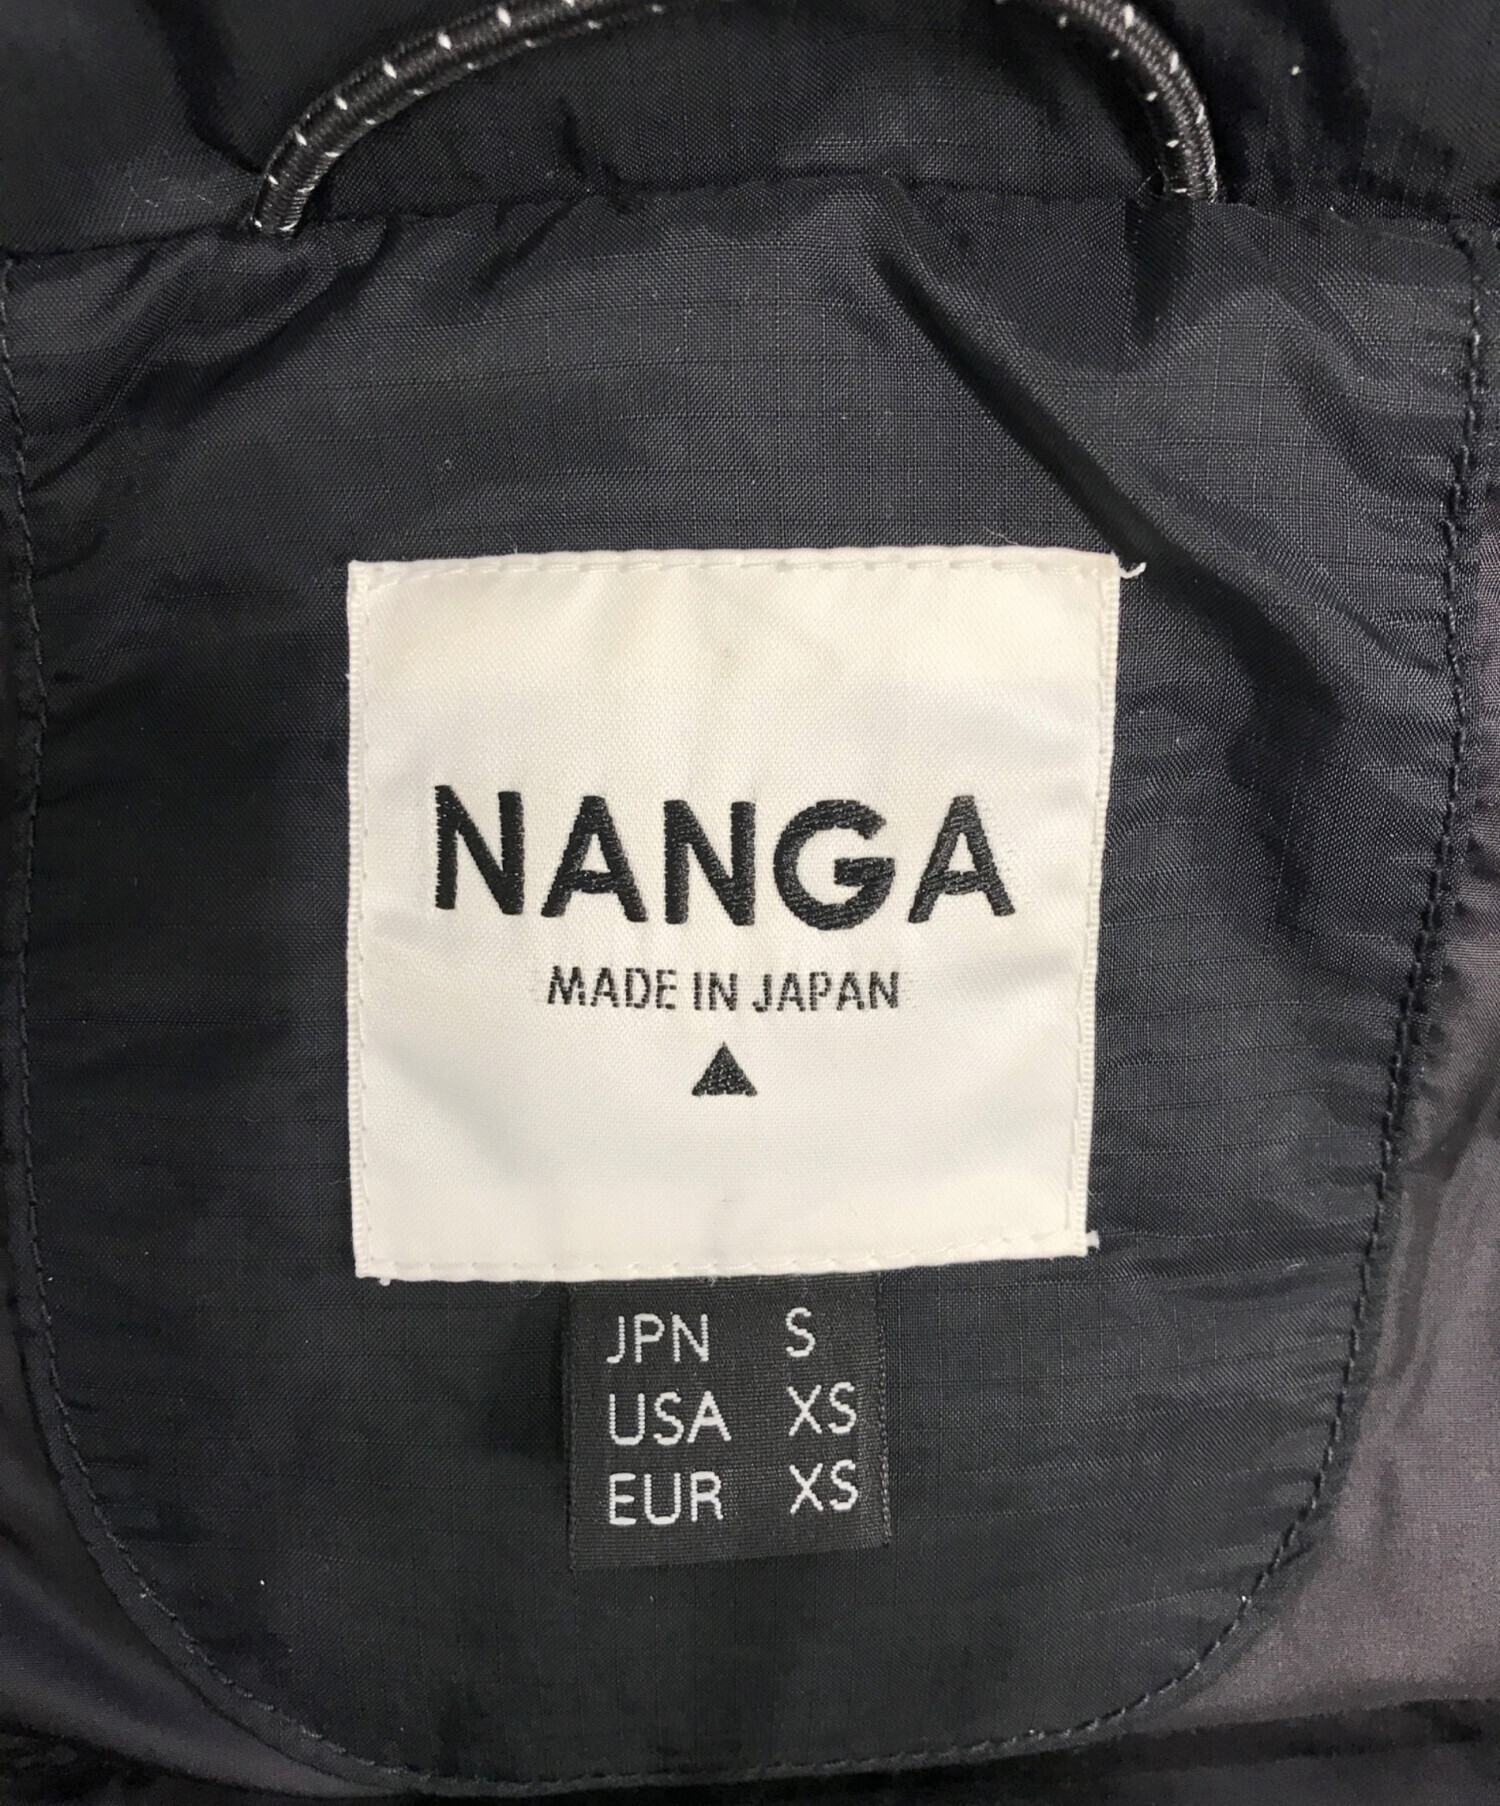 NANGA
MADE IN JAPAN
JPN S
USA XS
EUR XS